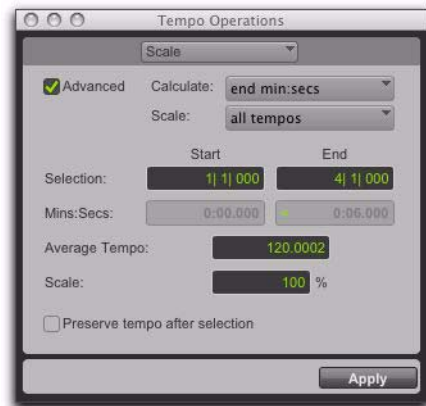 Tempo Operations
Scale
Advanced Calculate: end min:secs
Scale: all tempos
Start End
Selection: 1| 1| 000 4| 1| 000
Mins:Secs: 0:00.000 0:06.000
Average Tempo: 120.0002
Scale: 100 %
Preserve tempo after selection
Apply